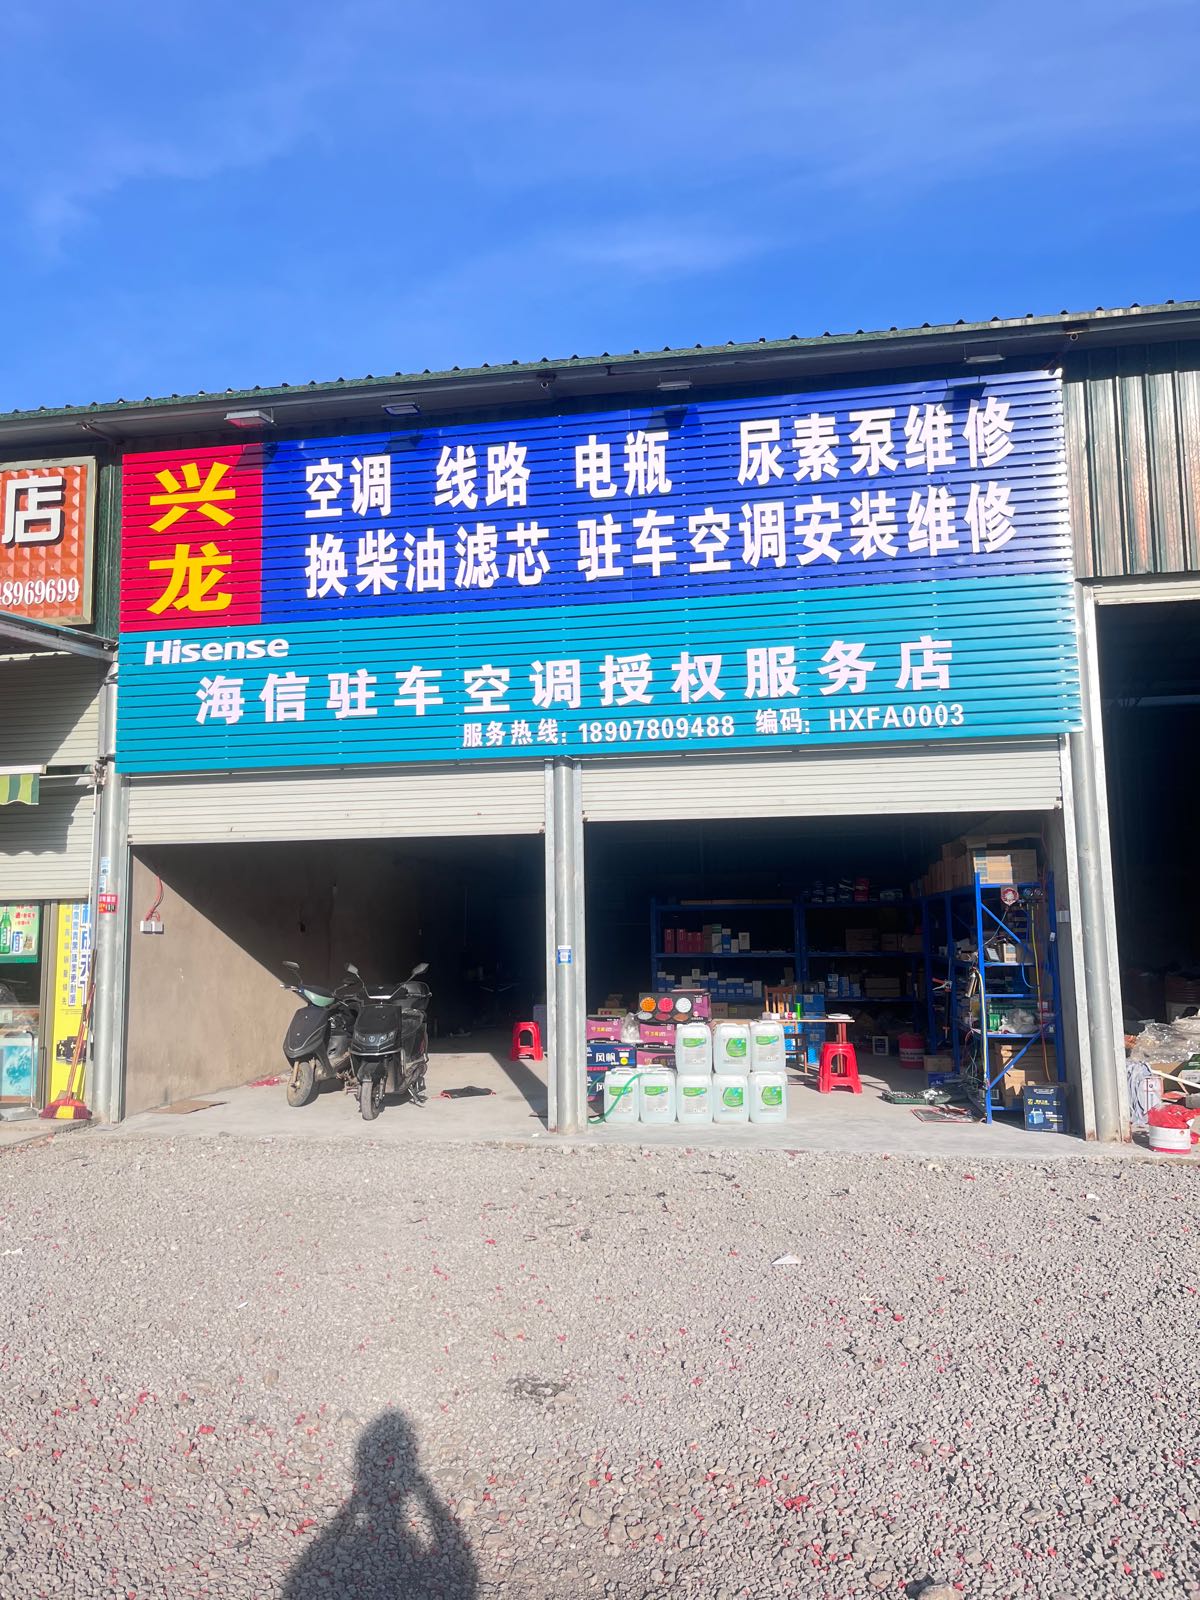 兴龙
空调 线路 电瓶 尿素泵维修
换柴油滤芯 驻车空调安装维修
Hisense
海信驻车空调授权服务店
服务热线：18907809488 编码：HXFA0003
店
8969699
风帆